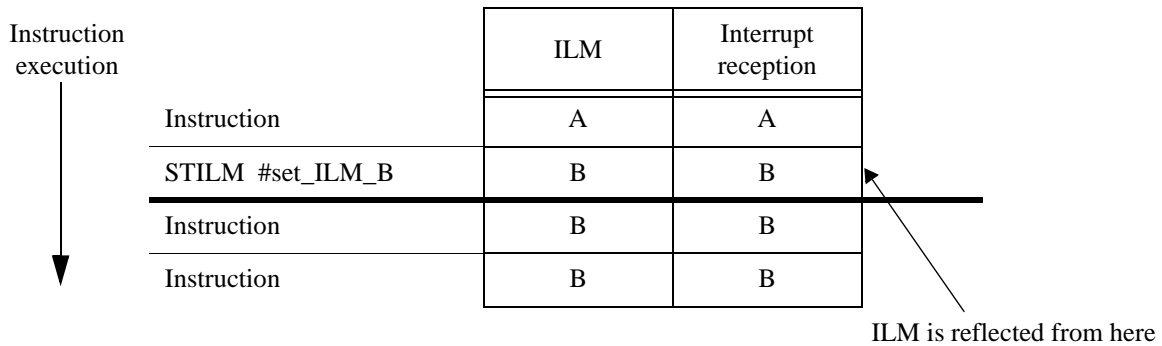 Instruction
execution
ILM
Interrupt
reception
Instruction A A
STILM #set_ILM_B B B
Instruction B B
Instruction B B
ILM is reflected from here